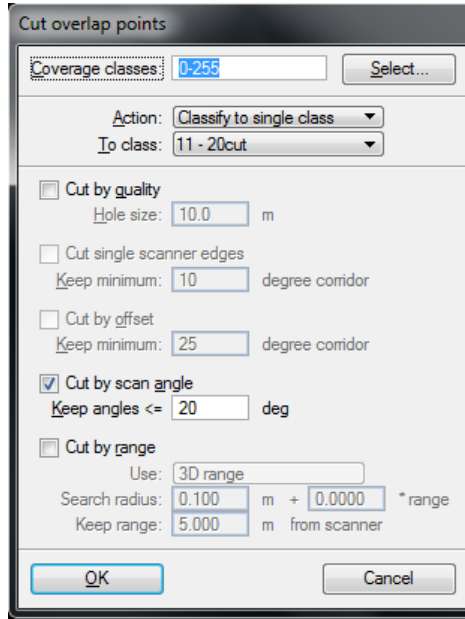 Cut overlap points
Coverage classes: 0-255 Select...
Action: Classify to single class
To class: 11 - 20cut
Cut by quality
Hole size: 10.0 m
Cut single scanner edges
Keep minimum: 10 degree corridor
Cut by offset
Keep minimum: 25 degree corridor
Cut by scan angle
Keep angles <= 20 deg
Cut by range
Use: 3D range
Search radius: 0.100 m + 0.0000 * range
Keep range: 5.000 m from scanner
OK Cancel